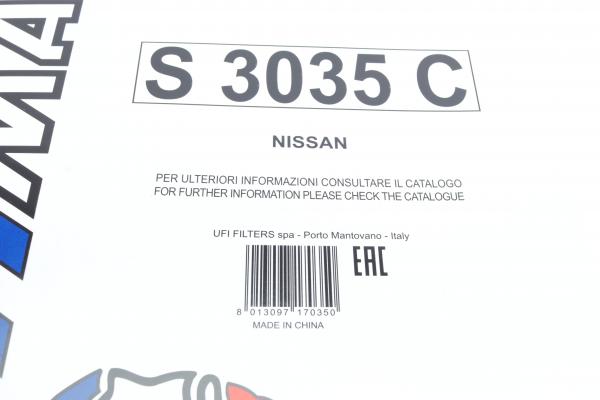 S 3035 C
NISSAN
PER ULTERIORI INFORMAZIONI CONSULTARE IL CATALOGO
FOR FURTHER INFORMATION PLEASE CHECK THE CATALOGUE
UFI FILTERS spa - Porto Mantovano - Italy
EAC
8 013097 170350
MADE IN CHINA